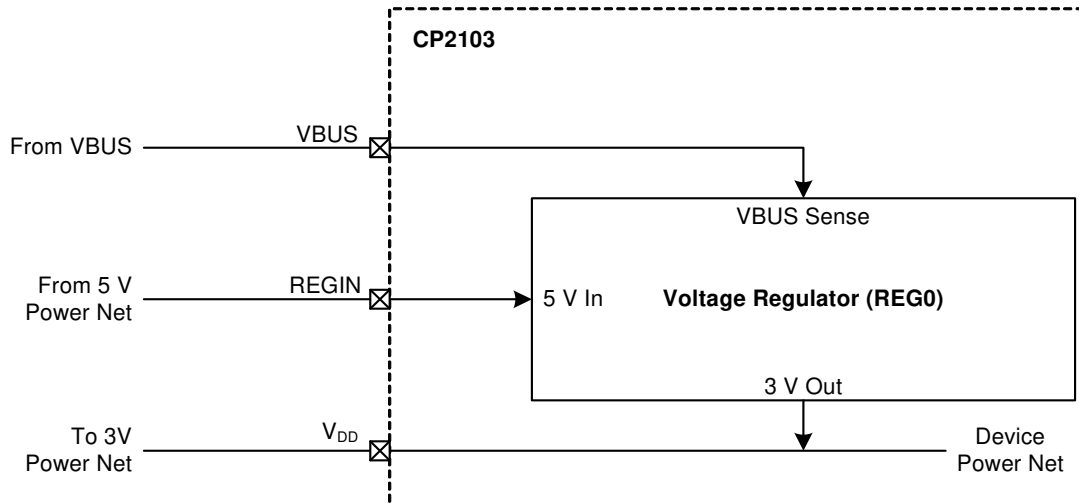 CP2103
From VBUS
VBUS
VBUS Sense
From 5 V
Power Net
REGIN
5 V In
Voltage Regulator (REG0)
3 V Out
To 3V
Power Net
VDD
Device
Power Net